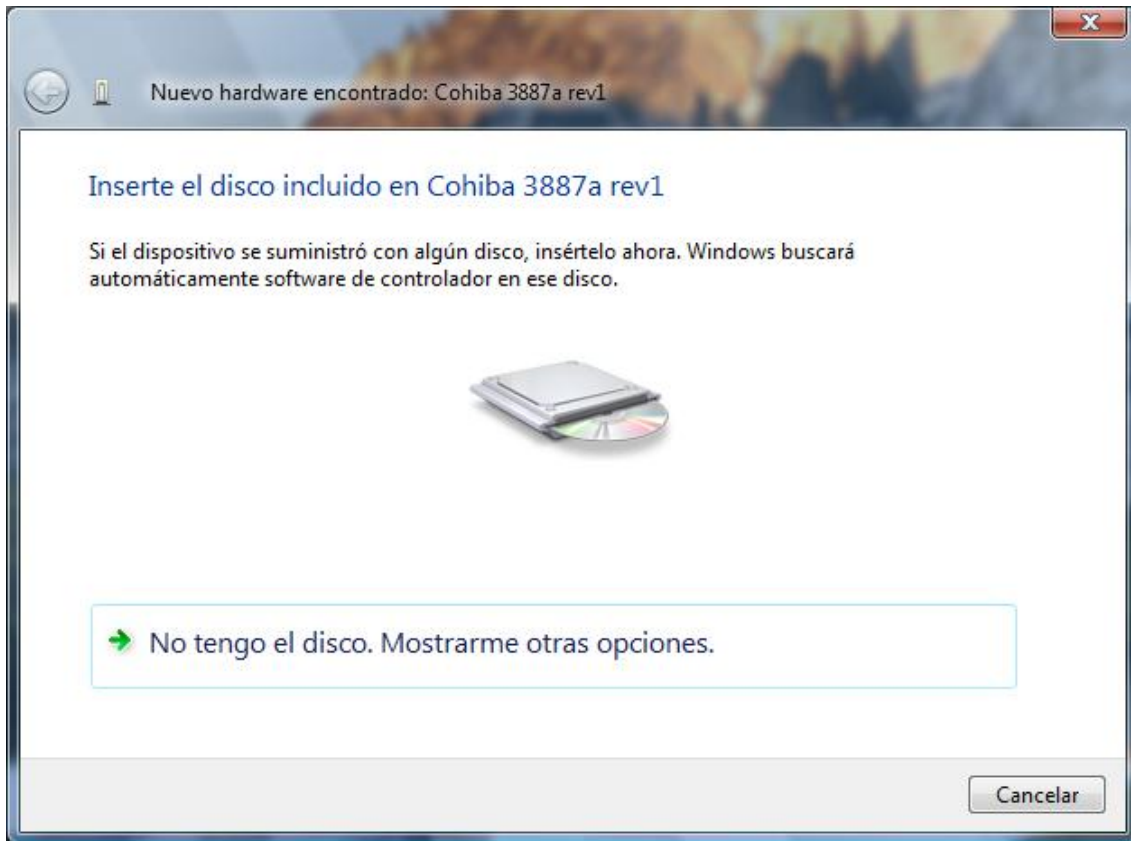 Nuevo hardware encontrado: Cohiba 3887a rev1
Inserte el disco incluido en Cohiba 3887a rev1
Si el dispositivo se suministró con algún disco, insértelo ahora. Windows buscará
automáticamente software de controlador en ese disco.
No tengo el disco. Mostrarme otras opciones.
Cancelar